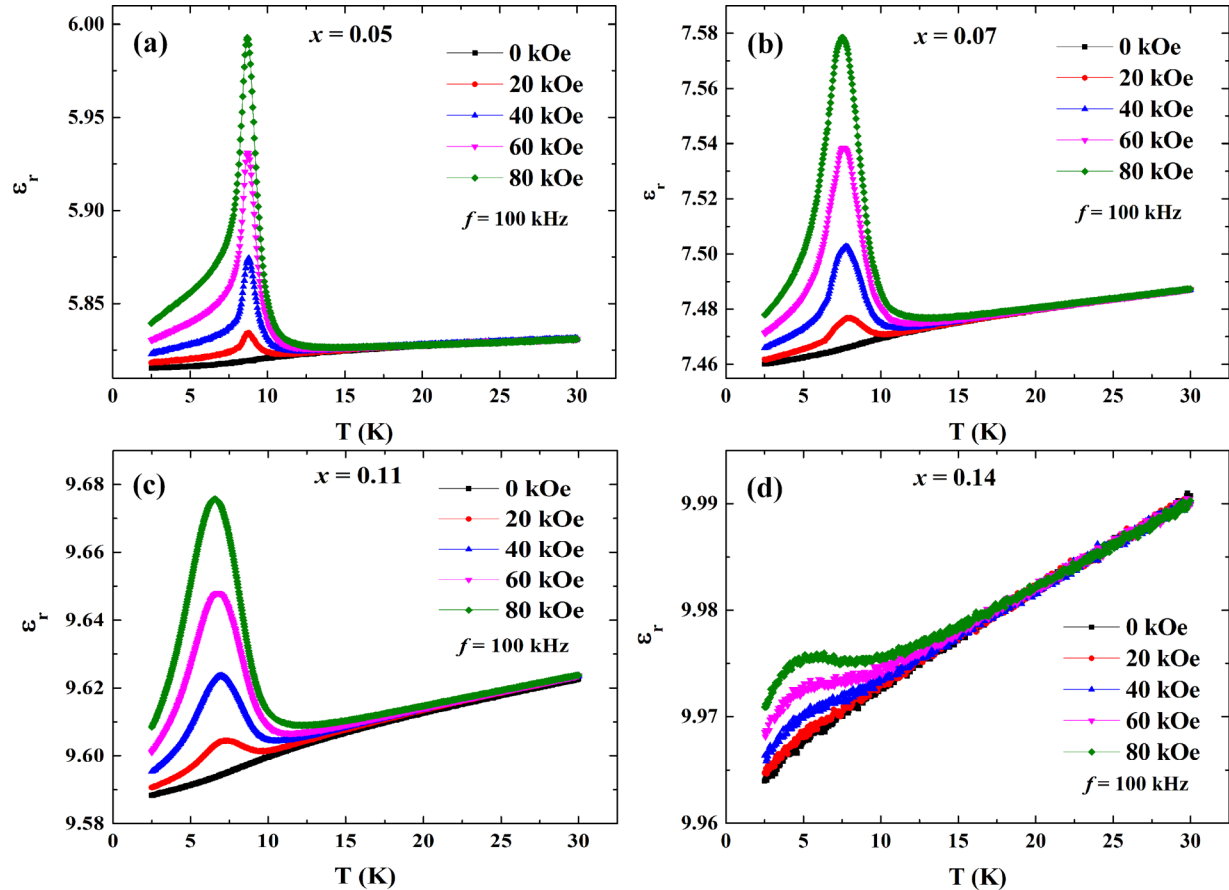 (a)
x = 0.05
0 kOe
20 kOe
40 kOe
60 kOe
80 kOe
f = 100 kHz
6.00
5.95
5.90
5.85
εr
0 5 10 15 20 25 30
T (K)
(b)
x = 0.07
0 kOe
20 kOe
40 kOe
60 kOe
80 kOe
f = 100 kHz
7.58
7.54
7.52
7.50
7.48
7.46
εr
0 5 10 15 20 25 30
T (K)
(c)
x = 0.11
0 kOe
20 kOe
40 kOe
60 kOe
80 kOe
f = 100 kHz
9.68
9.66
9.64
9.62
9.60
9.58
εr
0 5 10 15 20 25 30
T (K)
(d)
x = 0.14
0 kOe
20 kOe
40 kOe
60 kOe
80 kOe
f = 100 kHz
9.99
9.98
9.97
9.96
εr
0 5 10 15 20 25 30
T (K)